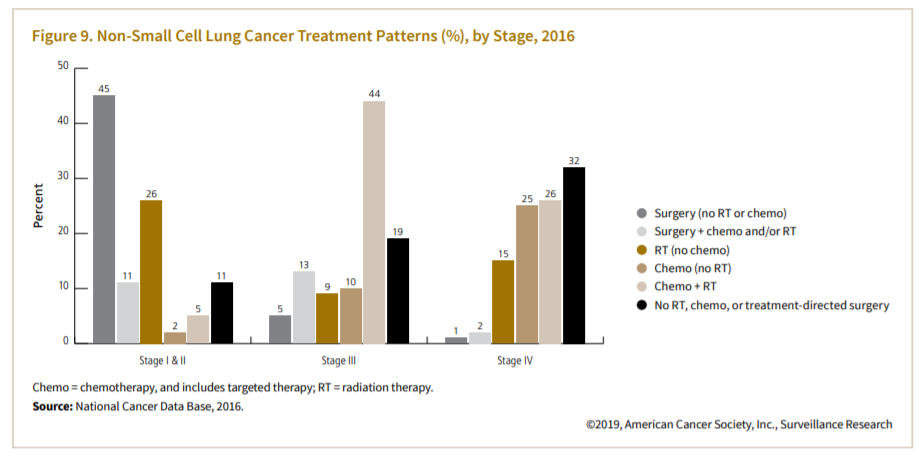 Figure 9. Non-Small Cell Lung Cancer Treatment Patterns (%), by Stage, 2016
50
40
30
20
10
0
Percent
45
11
26
2
5
11
5
13
9
10
44
19
1
2
15
25
26
32
Stage I & II
Stage III
Stage IV
Surgery (no RT or chemo)
Surgery + chemo and/or RT
RT (no chemo)
Chemo (no RT)
Chemo + RT
No RT, chemo, or treatment-directed surgery
Chemo = chemotherapy, and includes targeted therapy; RT = radiation therapy.
Source: National Cancer Data Base, 2016.
©2019, American Cancer Society, Inc., Surveillance Research